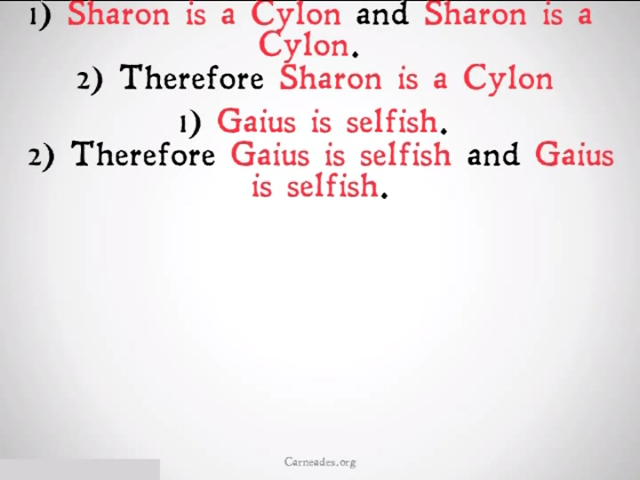 1) Sharon is a Cylon and Sharon is a
Cylon.
2) Therefore Sharon is a Cylon
1) Gaius is selfish.
2) Therefore Gaius is selfish and Gaius
is selfish.
Carneades.org